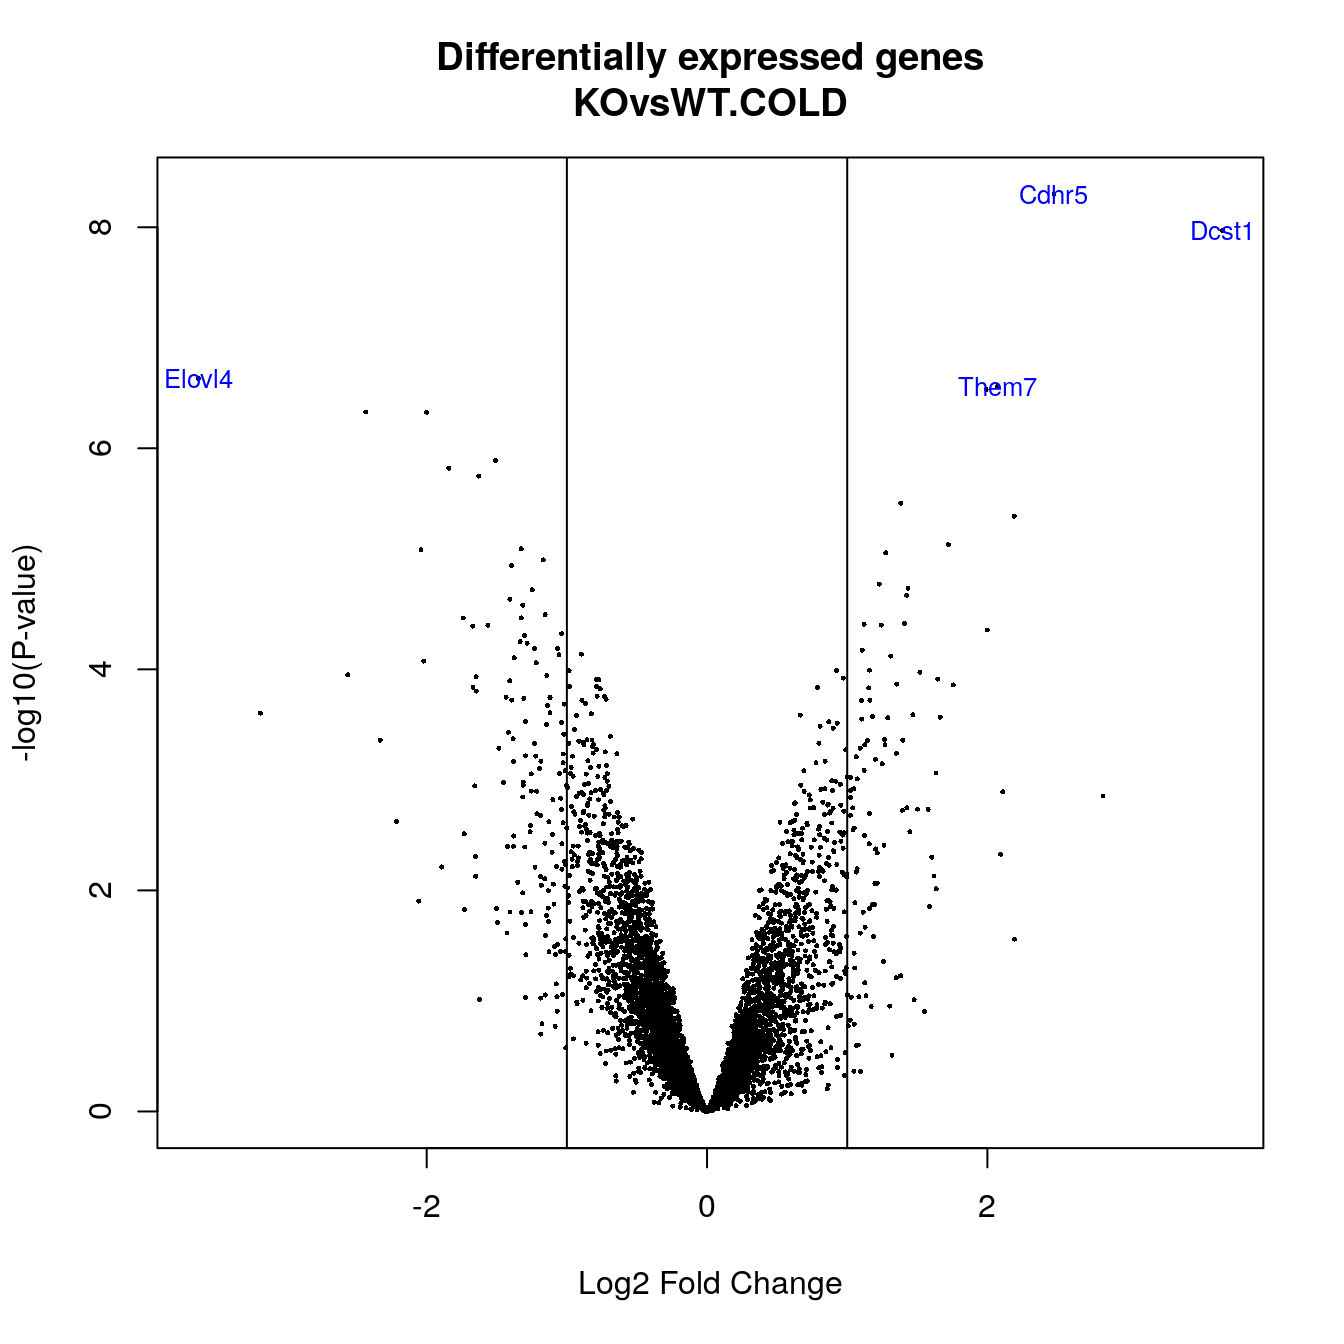 Differentially expressed genes
KOvsWT.COLD
Cdhr5
Dcst1
Elovl4
Them7
8
6
4
2
0
-log10(P-value)
-2 0 2
Log2 Fold Change